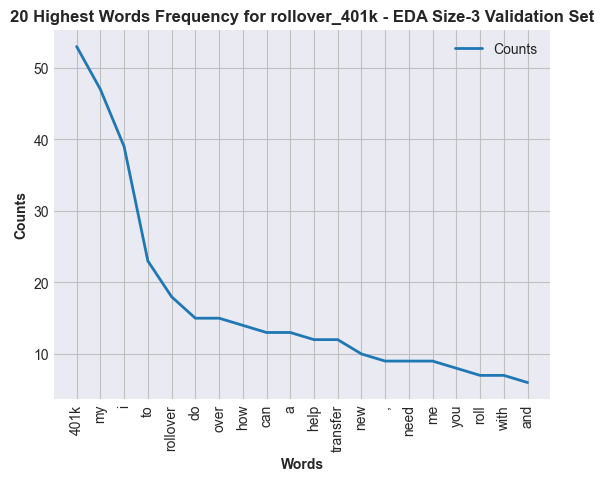 20 Highest Words Frequency for rollover_401k - EDA Size-3 Validation Set
Counts
Counts
50
40
30
20
10
401k
my
i
to
rollover
do
over
how
can
a
help
transfer
new
,
need
me
you
roll
with
and
Words